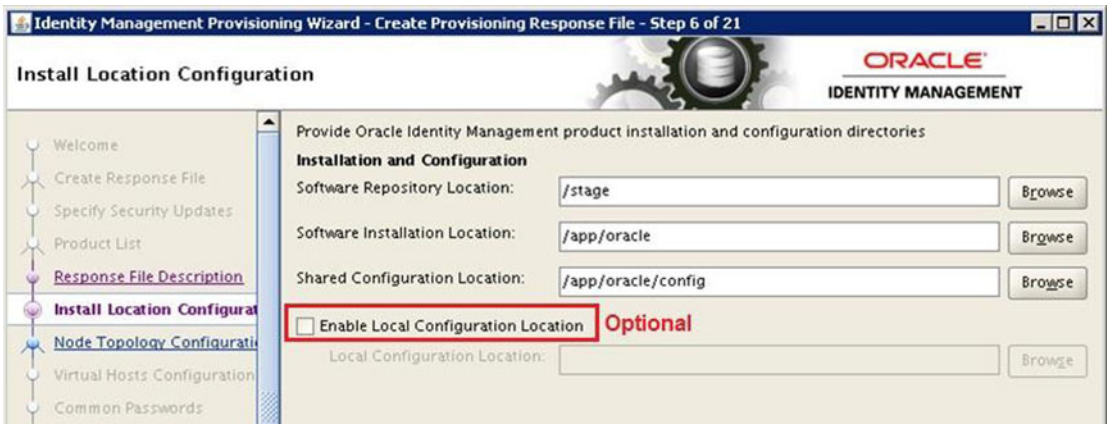 Identity Management Provisioning Wizard - Create Provisioning Response File - Step 6 of 21
Install Location Configuration
ORACLE
IDENTITY MANAGEMENT
Welcome
Create Response File
Specify Security Updates
Product List
Response File Description
Install Location Configurat
Node Topology Configurati
Virtual Hosts Configuration
Common Passwords
Provide Oracle Identity Management product installation and configuration directories
Installation and Configuration
Software Repository Location: /stage Browse
Software Installation Location: /app/oracle Browse
Shared Configuration Location: /app/oracle/config Browse
Enable Local Configuration Location Optional
Local Configuration Location: Browse